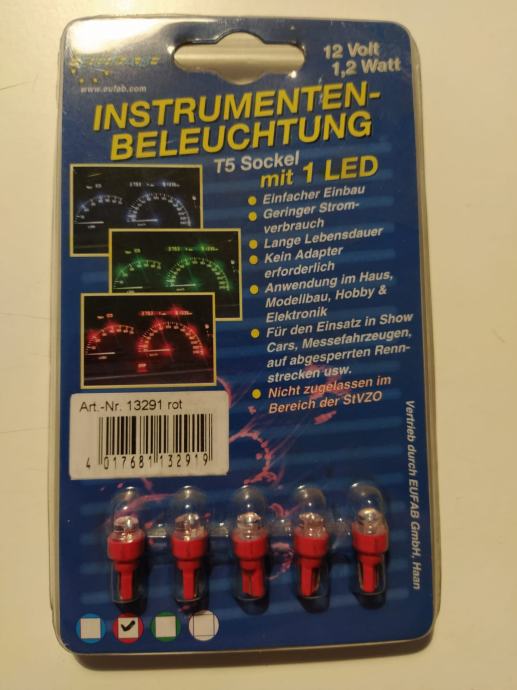 EUFAB
www.eufab.com
12 Volt
1,2 Watt
INSTRUMENTEN-
BELEUCHTUNG
T5 Sockel
mit 1 LED
Einfacher Einbau
Geringer Strom-
verbrauch
Lange Lebensdauer
Kein Adapter
erforderlich
Anwendung im Haus,
Modellbau, Hobby &
Elektronik
Für den Einsatz in Show
Cars, Messefahrzeugen,
auf abgesperrten Renn-
strecken usw.
Nicht zugelassen im
Bereich der StVZO
Art.-Nr. 13291 rot
4 017681 132919
Vertrieb durch EUFAB GmbH, Haan